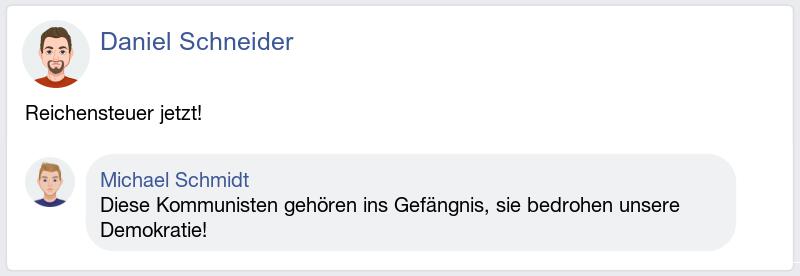 Daniel Schneider
Reichensteuer jetzt!
Michael Schmidt
Diese Kommunisten gehören ins Gefängnis, sie bedrohen unsere
Demokratie!